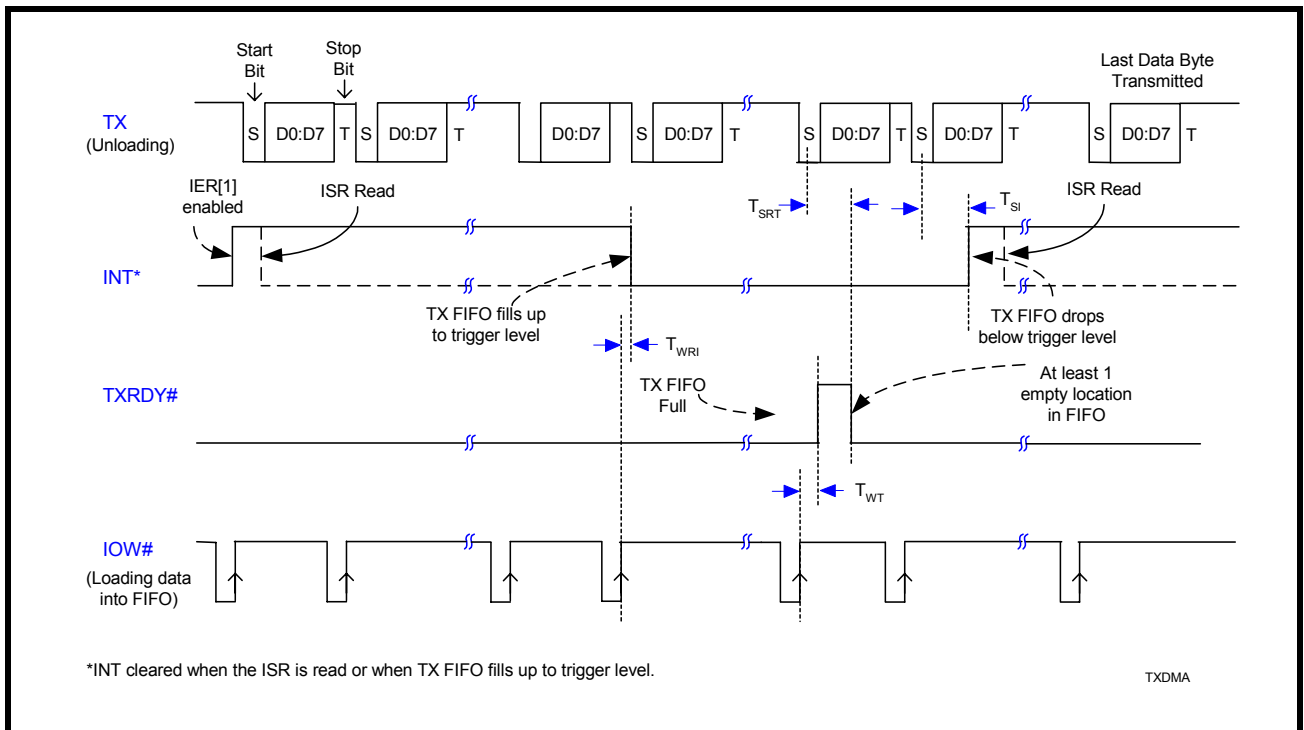 Start
Bit
Stop
Bit
Last Data Byte
Transmitted
TX
(Unloading)
S D0:D7 T S D0:D7 T D0:D7 S D0:D7 T S D0:D7 T S D0:D7 T S D0:D7 T
IER[1]
enabled
ISR Read
TSRT
TSI
ISR Read
INT*
TX FIFO fills up
to trigger level
TX FIFO drops
below trigger level
TWRI
TXRDY#
TX FIFO
Full
At least 1
empty location
in FIFO
TWT
IOW#
(Loading data
into FIFO)
*INT cleared when the ISR is read or when TX FIFO fills up to trigger level.
TXDMA